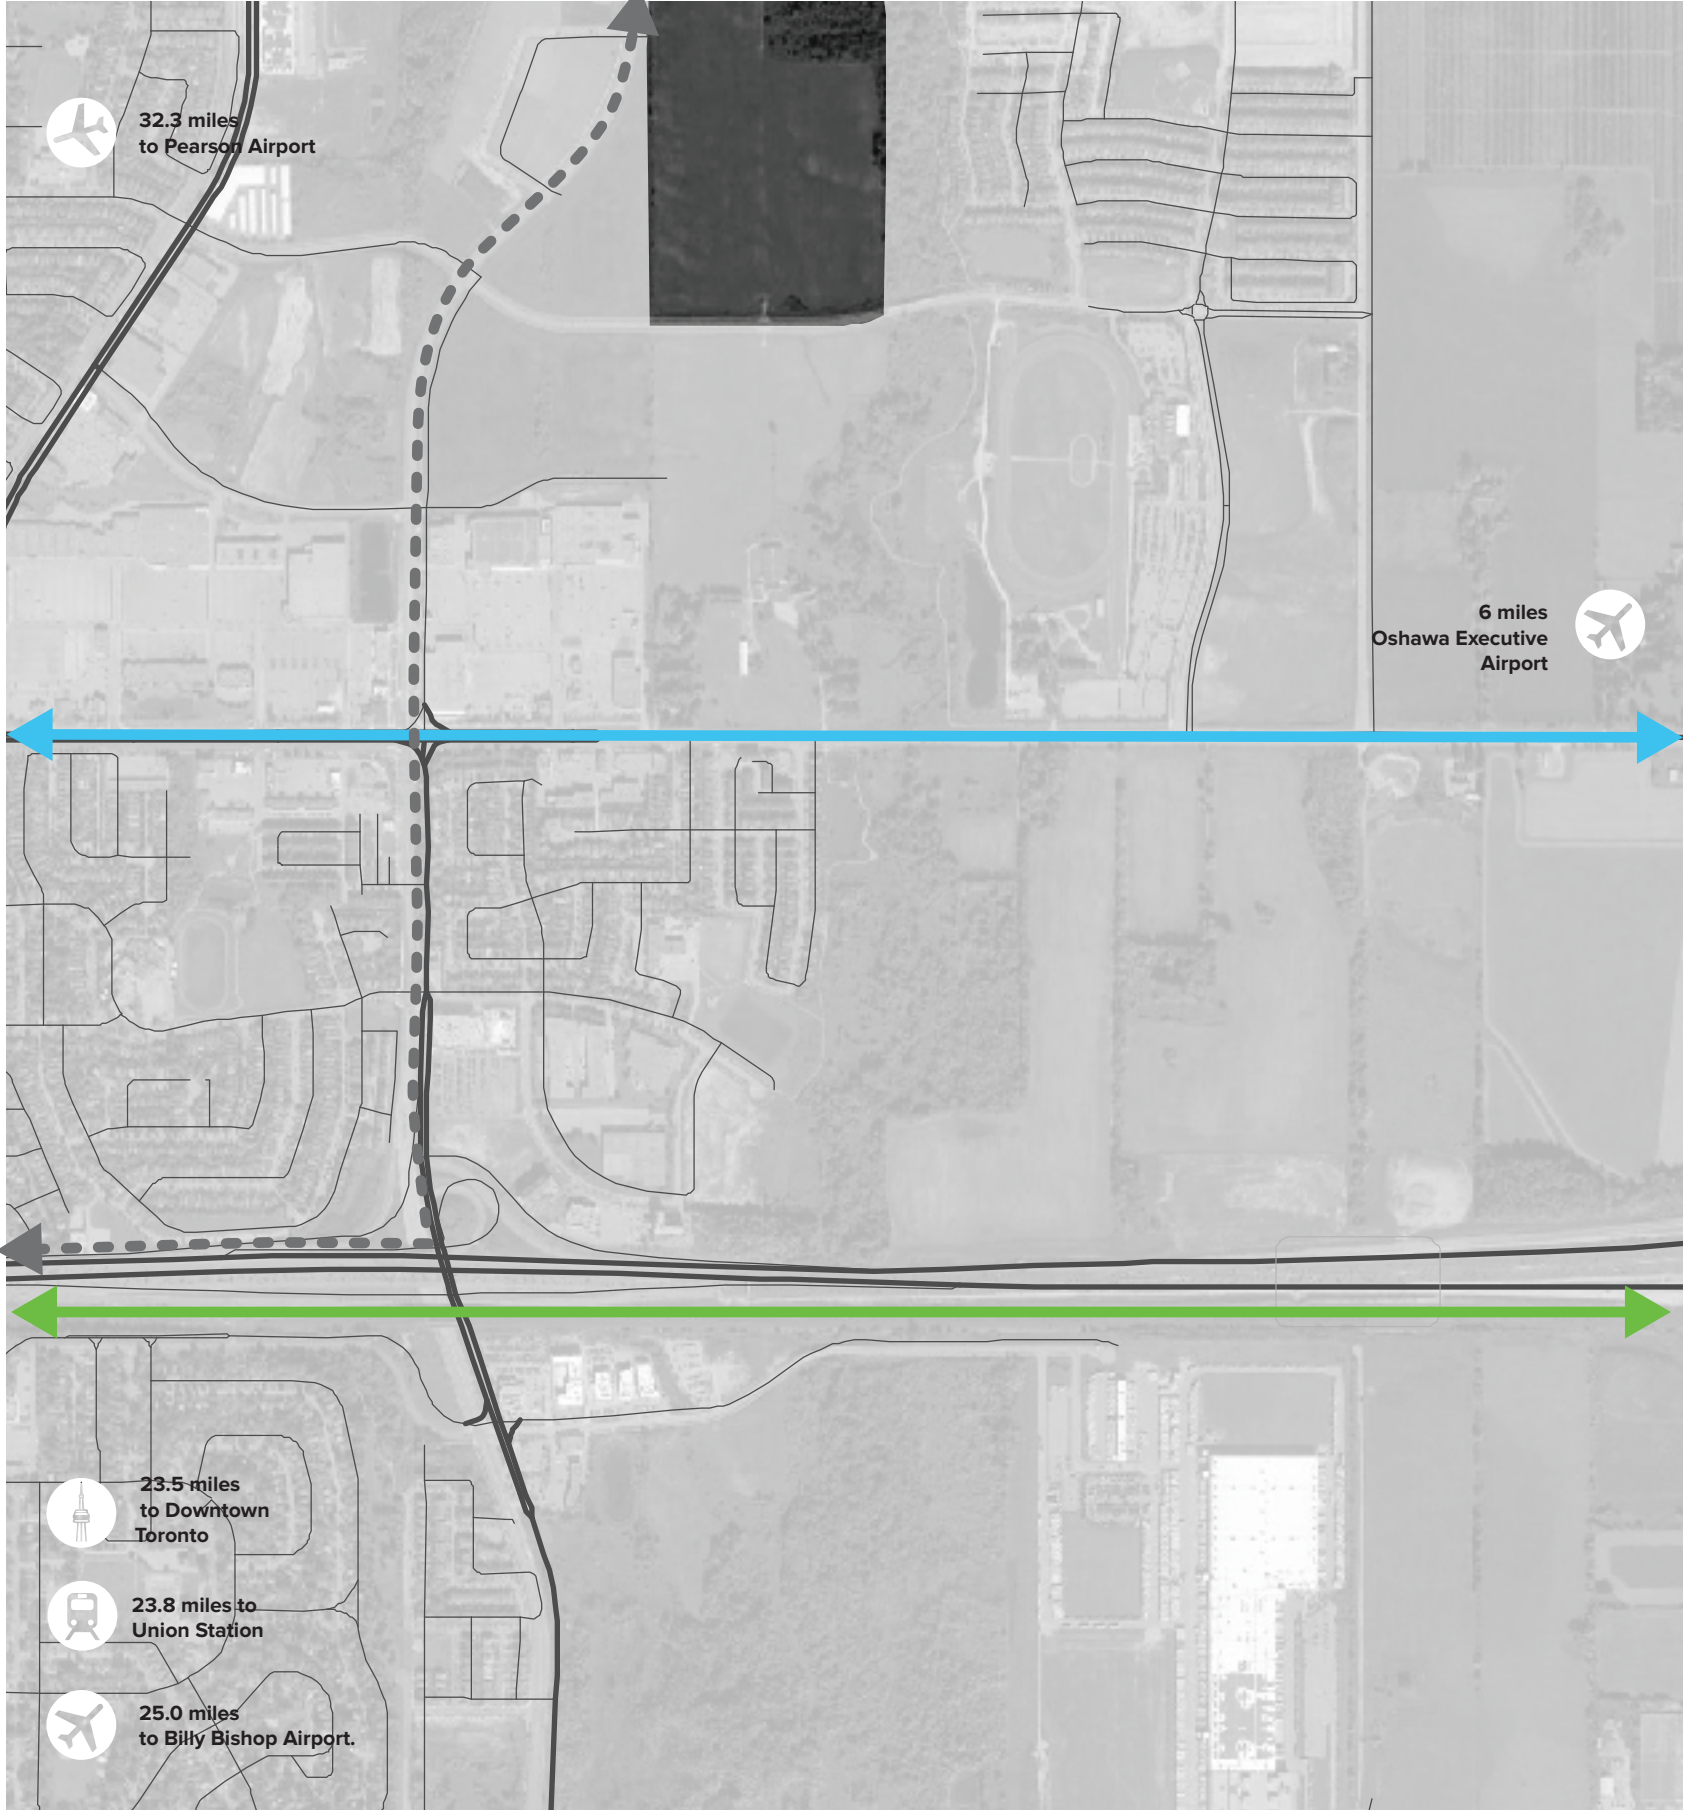 32.3 miles
to Pearson Airport
6 miles
Oshawa Executive
Airport
23.5 miles
to Downtown
Toronto
23.8 miles to
Union Station
25.0 miles
to Billy Bishop Airport.